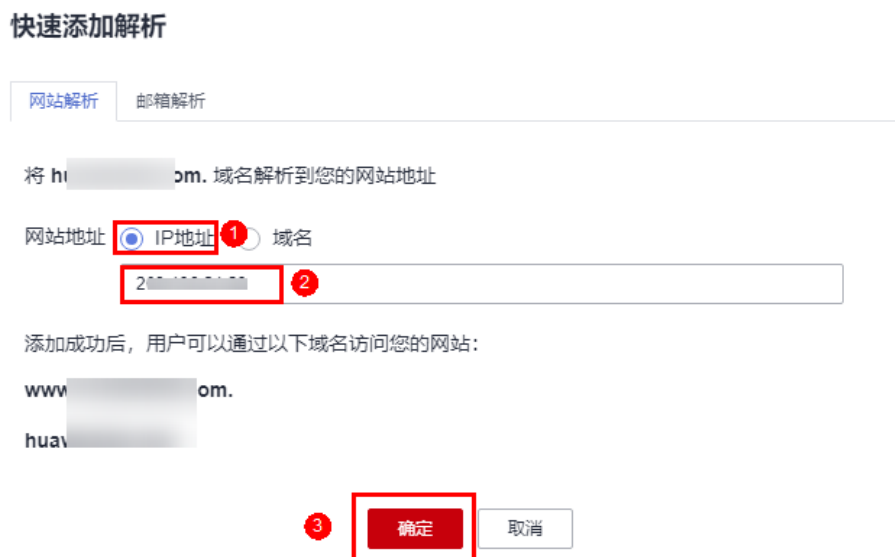 快速添加解析
网站解析 邮箱解析
将 hu om. 域名解析到您的网站地址
网站地址 IP地址 1 域名
2 2
添加成功后，用户可以通过以下域名访问您的网站：
www om.
huaw
3 确定 取消